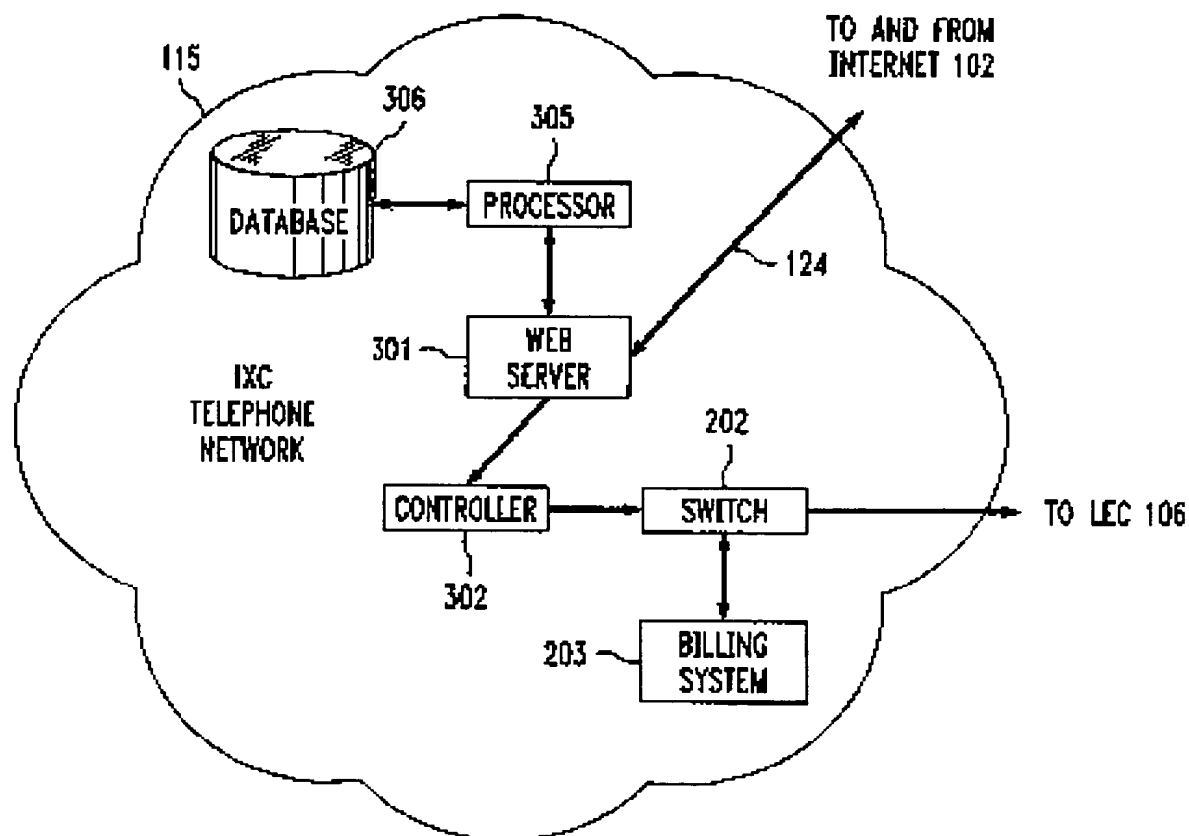 TO AND FROM
INTERNET 102
115
306
305
PROCESSOR
DATABASE
124
WEB
SERVER
301
IXC
TELEPHONE
NETWORK
202
CONTROLLER
SWITCH
TO LEC 106
302
BILLING
SYSTEM
203